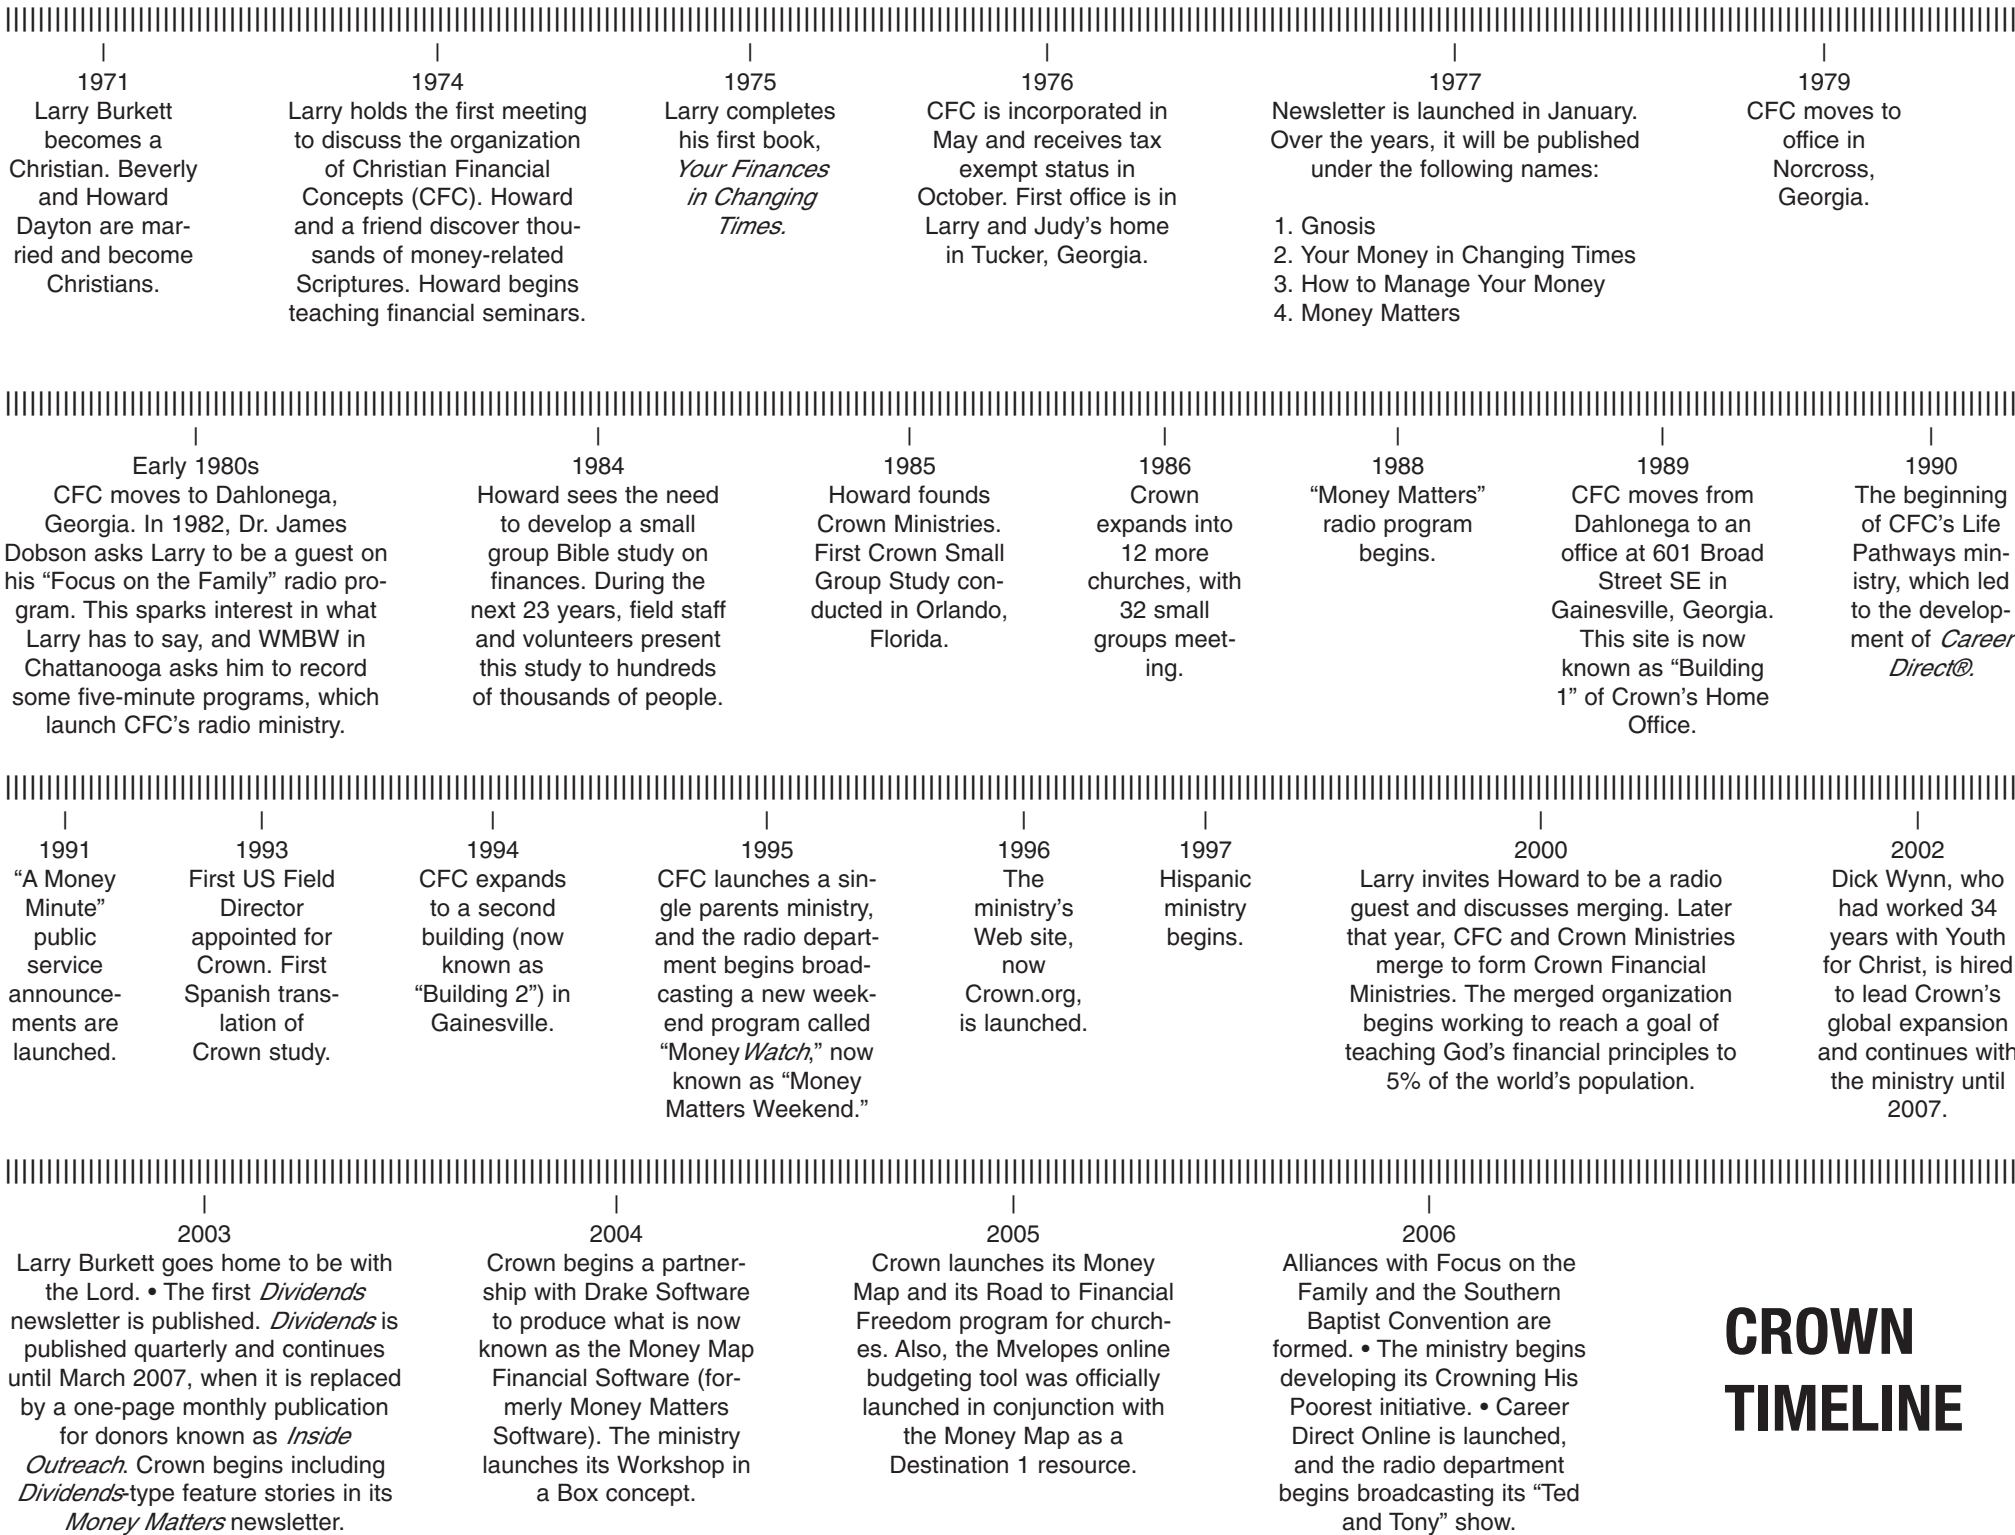 1971
Larry Burkett
becomes a
Christian. Beverly
and Howard
Dayton are mar-
ried and become
Christians.
1974
Larry holds the first meeting
to discuss the organization
of Christian Financial
Concepts (CFC). Howard
and a friend discover thou-
sands of money-related
Scriptures. Howard begins
teaching financial seminars.
1975
Larry completes
his first book,
Your Finances
in Changing
Times.
1976
CFC is incorporated in
May and receives tax
exempt status in
October. First office is in
Larry and Judy’s home
in Tucker, Georgia.
1977
Newsletter is launched in January.
Over the years, it will be published
under the following names:
1. Gnosis
2. Your Money in Changing Times
3. How to Manage Your Money
4. Money Matters
1979
CFC moves to
office in
Norcross,
Georgia.
Early 1980s
CFC moves to Dahlonega,
Georgia. In 1982, Dr. James
Dobson asks Larry to be a guest on
his “Focus on the Family” radio pro-
gram. This sparks interest in what
Larry has to say, and WMBW in
Chattanooga asks him to record
some five-minute programs, which
launch CFC’s radio ministry.
1984
Howard sees the need
to develop a small
group Bible study on
finances. During the
next 23 years, field staff
and volunteers present
this study to hundreds
of thousands of people.
1985
Howard founds
Crown Ministries.
First Crown Small
Group Study con-
ducted in Orlando,
Florida.
1986
Crown
expands into
12 more
churches, with
32 small
groups meet-
ing.
1988
“Money Matters”
radio program
begins.
1989
CFC moves from
Dahlonega to an
office at 601 Broad
Street SE in
Gainesville, Georgia.
This site is now
known as “Building
1” of Crown’s Home
Office.
1990
The beginning
of CFC’s Life
Pathways min-
istry, which led
to the develop-
ment of Career
Direct®.
1991
“A Money
Minute”
public
service
announce-
ments are
launched.
1993
First US Field
Director
appointed for
Crown. First
Spanish trans-
lation of
Crown study.
1994
CFC expands
to a second
building (now
known as
“Building 2”) in
Gainesville.
1995
CFC launches a sin-
gle parents ministry,
and the radio depart-
ment begins broad-
casting a new week-
end program called
“MoneyWatch,” now
known as “Money
Matters Weekend.”
1996
The
ministry’s
Web site,
now
Crown.org,
is launched.
1997
Hispanic
ministry
begins.
2000
Larry invites Howard to be a radio
guest and discusses merging. Later
that year, CFC and Crown Ministries
merge to form Crown Financial
Ministries. The merged organization
begins working to reach a goal of
teaching God’s financial principles to
5% of the world’s population.
2002
Dick Wynn, who
had worked 34
years with Youth
for Christ, is hired
to lead Crown’s
global expansion
and continues with
the ministry until
2007.
2003
Larry Burkett goes home to be with
the Lord. • The first Dividends
newsletter is published. Dividends is
published quarterly and continues
until March 2007, when it is replaced
by a one-page monthly publication
for donors known as Inside
Outreach. Crown begins including
Dividends-type feature stories in its
Money Matters newsletter.
2004
Crown begins a partner-
ship with Drake Software
to produce what is now
known as the Money Map
Financial Software (for-
merly Money Matters
Software). The ministry
launches its Workshop in
a Box concept.
2005
Crown launches its Money
Map and its Road to Financial
Freedom program for church-
es. Also, the Mvelopes online
budgeting tool was officially
launched in conjunction with
the Money Map as a
Destination 1 resource.
2006
Alliances with Focus on the
Family and the Southern
Baptist Convention are
formed. • The ministry begins
developing its Crowning His
Poorest initiative. • Career
Direct Online is launched,
and the radio department
begins broadcasting its “Ted
and Tony” show.
CROWN
TIMELINE